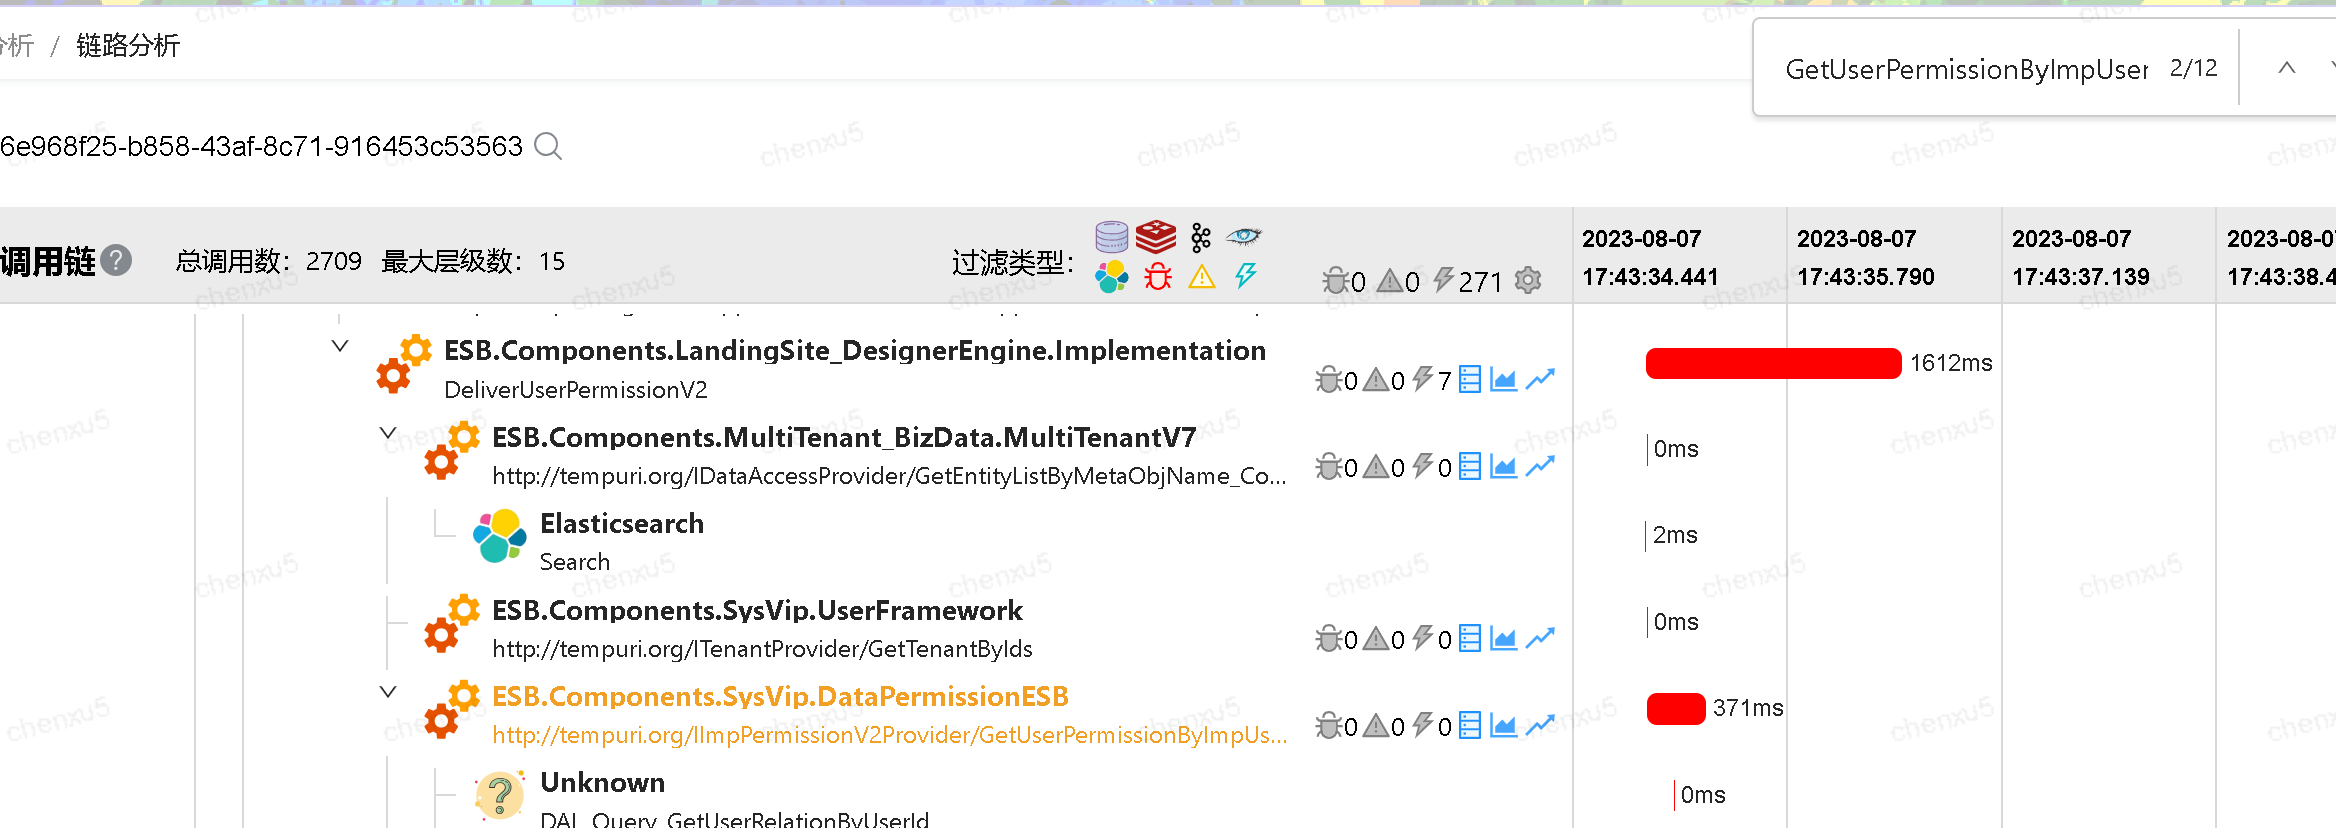 分析 / 链路分析
GetUserPermissionByImpUser 2/12
6e968f25-b858-43af-8c71-916453c53563
调用链 ? 总调用数：2709 最大层级数：15
过滤类型：
0 0 271
2023-08-07
17:43:34.441
2023-08-07
17:43:35.790
2023-08-07
17:43:37.139
2023-08-0
17:43:38.4
ESB.Components.LandingSite_DesignerEngine.Implementation
DeliverUserPermissionV2
0 0 7
1612ms
ESB.Components.MultiTenant_BizData.MultiTenantV7
http://tempuri.org/IDataAccessProvider/GetEntityListByMetaObjName_Co...
0 0 0
0ms
Elasticsearch
Search
2ms
ESB.Components.SysVip.UserFramework
http://tempuri.org/ITenantProvider/GetTenantByIds
0 0 0
0ms
ESB.Components.SysVip.DataPermissionESB
http://tempuri.org/IImpPermissionV2Provider/GetUserPermissionByImpUs...
0 0 0
371ms
Unknown
DAL_Query_GetUserRelationByUserId
0ms
chenxu5